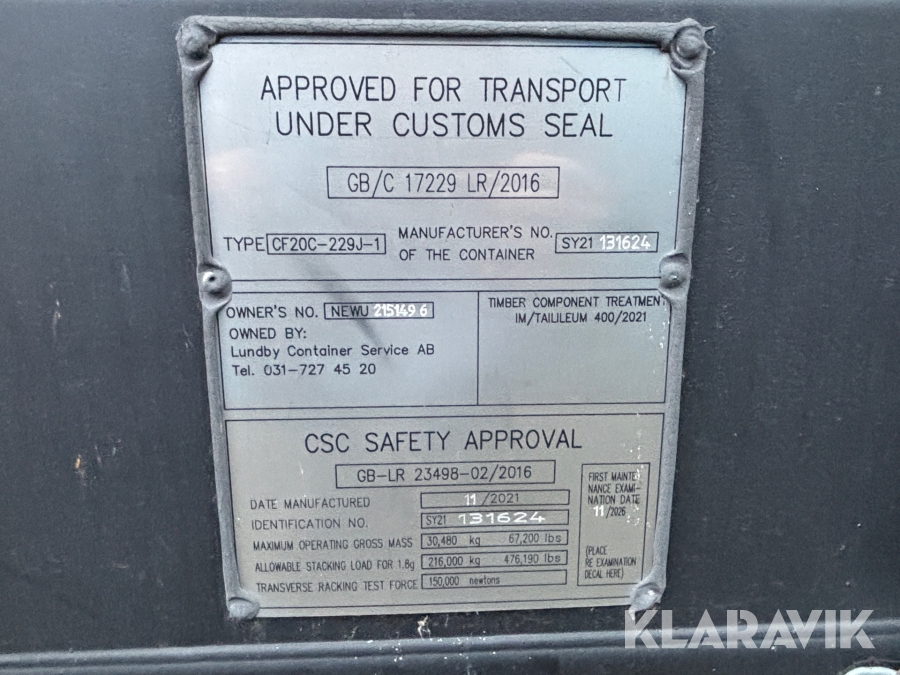 APPROVED FOR TRANSPORT
UNDER CUSTOMS SEAL
GB/C 17229 LR/2016
TYPE CF20C-229J-1
MANUFACTURER'S NO. OF THE CONTAINER SY21 131624
OWNER'S NO. NEWU 215149 6
OWNED BY:
Lundby Container Service AB
Tel. 031-727 45 20
TIMBER COMPONENT TREATMENT
IM/TAILILEUM 400/2021
CSC SAFETY APPROVAL
GB-LR 23498-02/2016
DATE MANUFACTURED 11/2021
IDENTIFICATION NO. SY21 131624
MAXIMUM OPERATING GROSS MASS 30,480 kg 67,200 lbs
ALLOWABLE STACKING LOAD FOR 1.8g 216,000 kg 476,190 lbs
TRANSVERSE RACKING TEST FORCE 150,000 newtons
FIRST MAINTE-
NANCE EXAMI-
NATION DATE
11/2026
(PLACE
RE EXAMINATION
DECAL HERE)
KLARAVIK